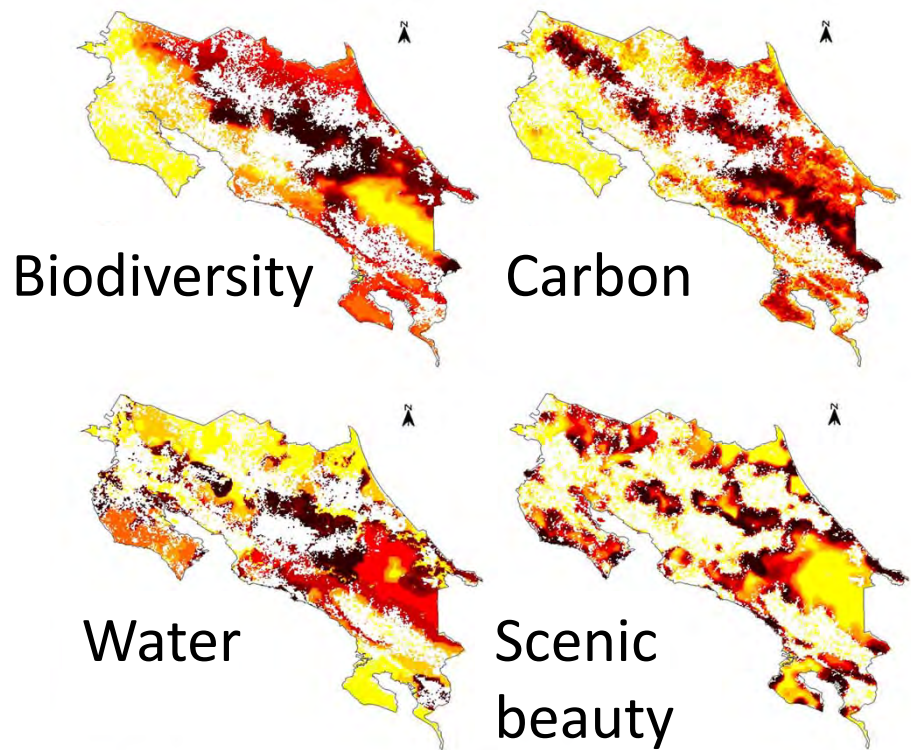 N
N
Biodiversity
Carbon
N
N
Water
Scenic
beauty